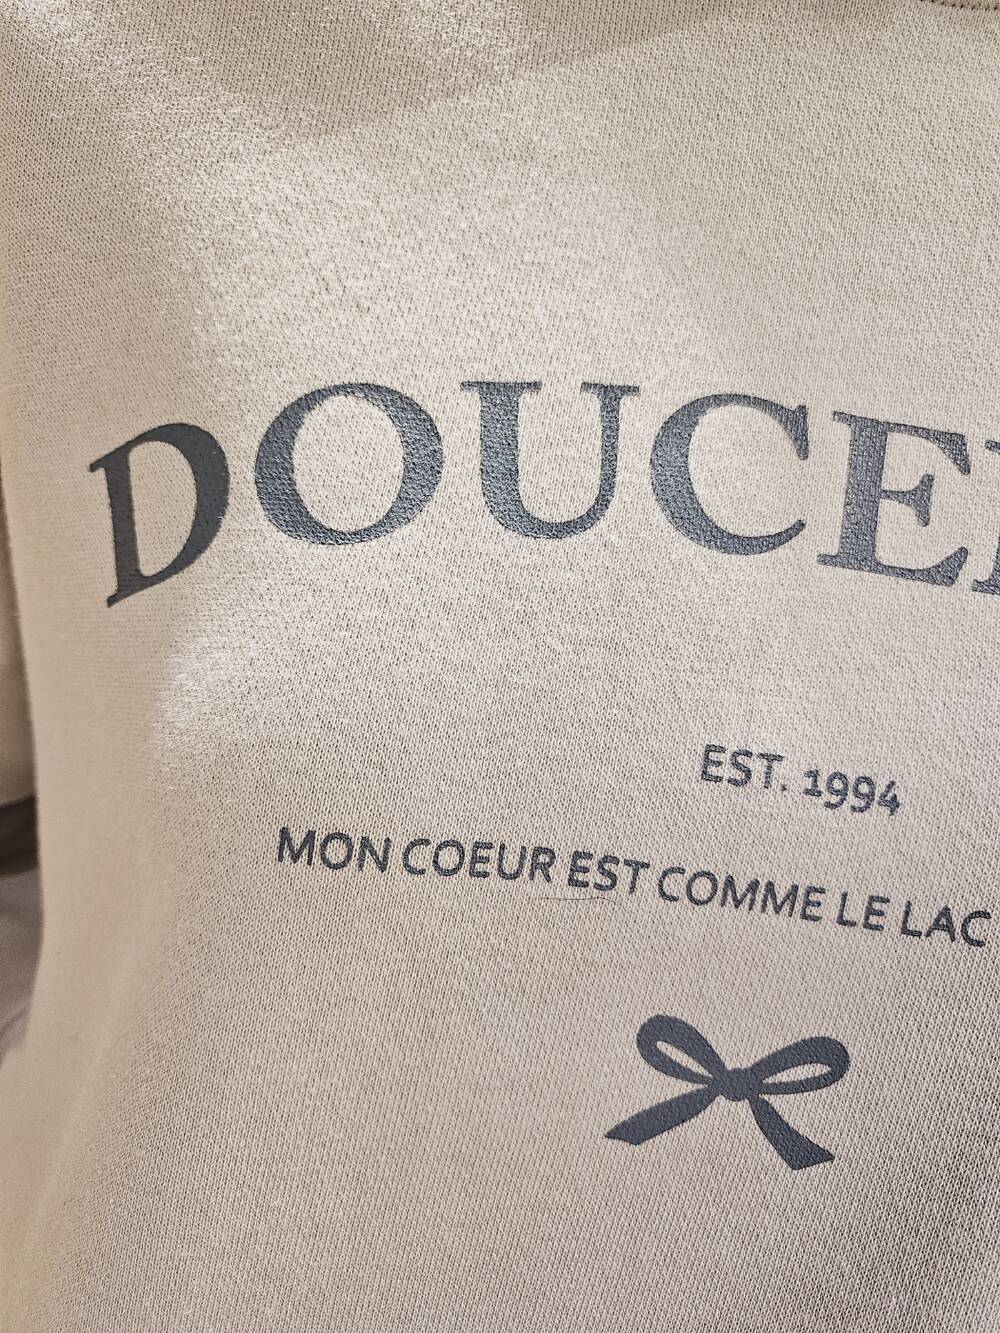 DOUCE
EST. 1994
MON COEUR EST COMME LE LAC